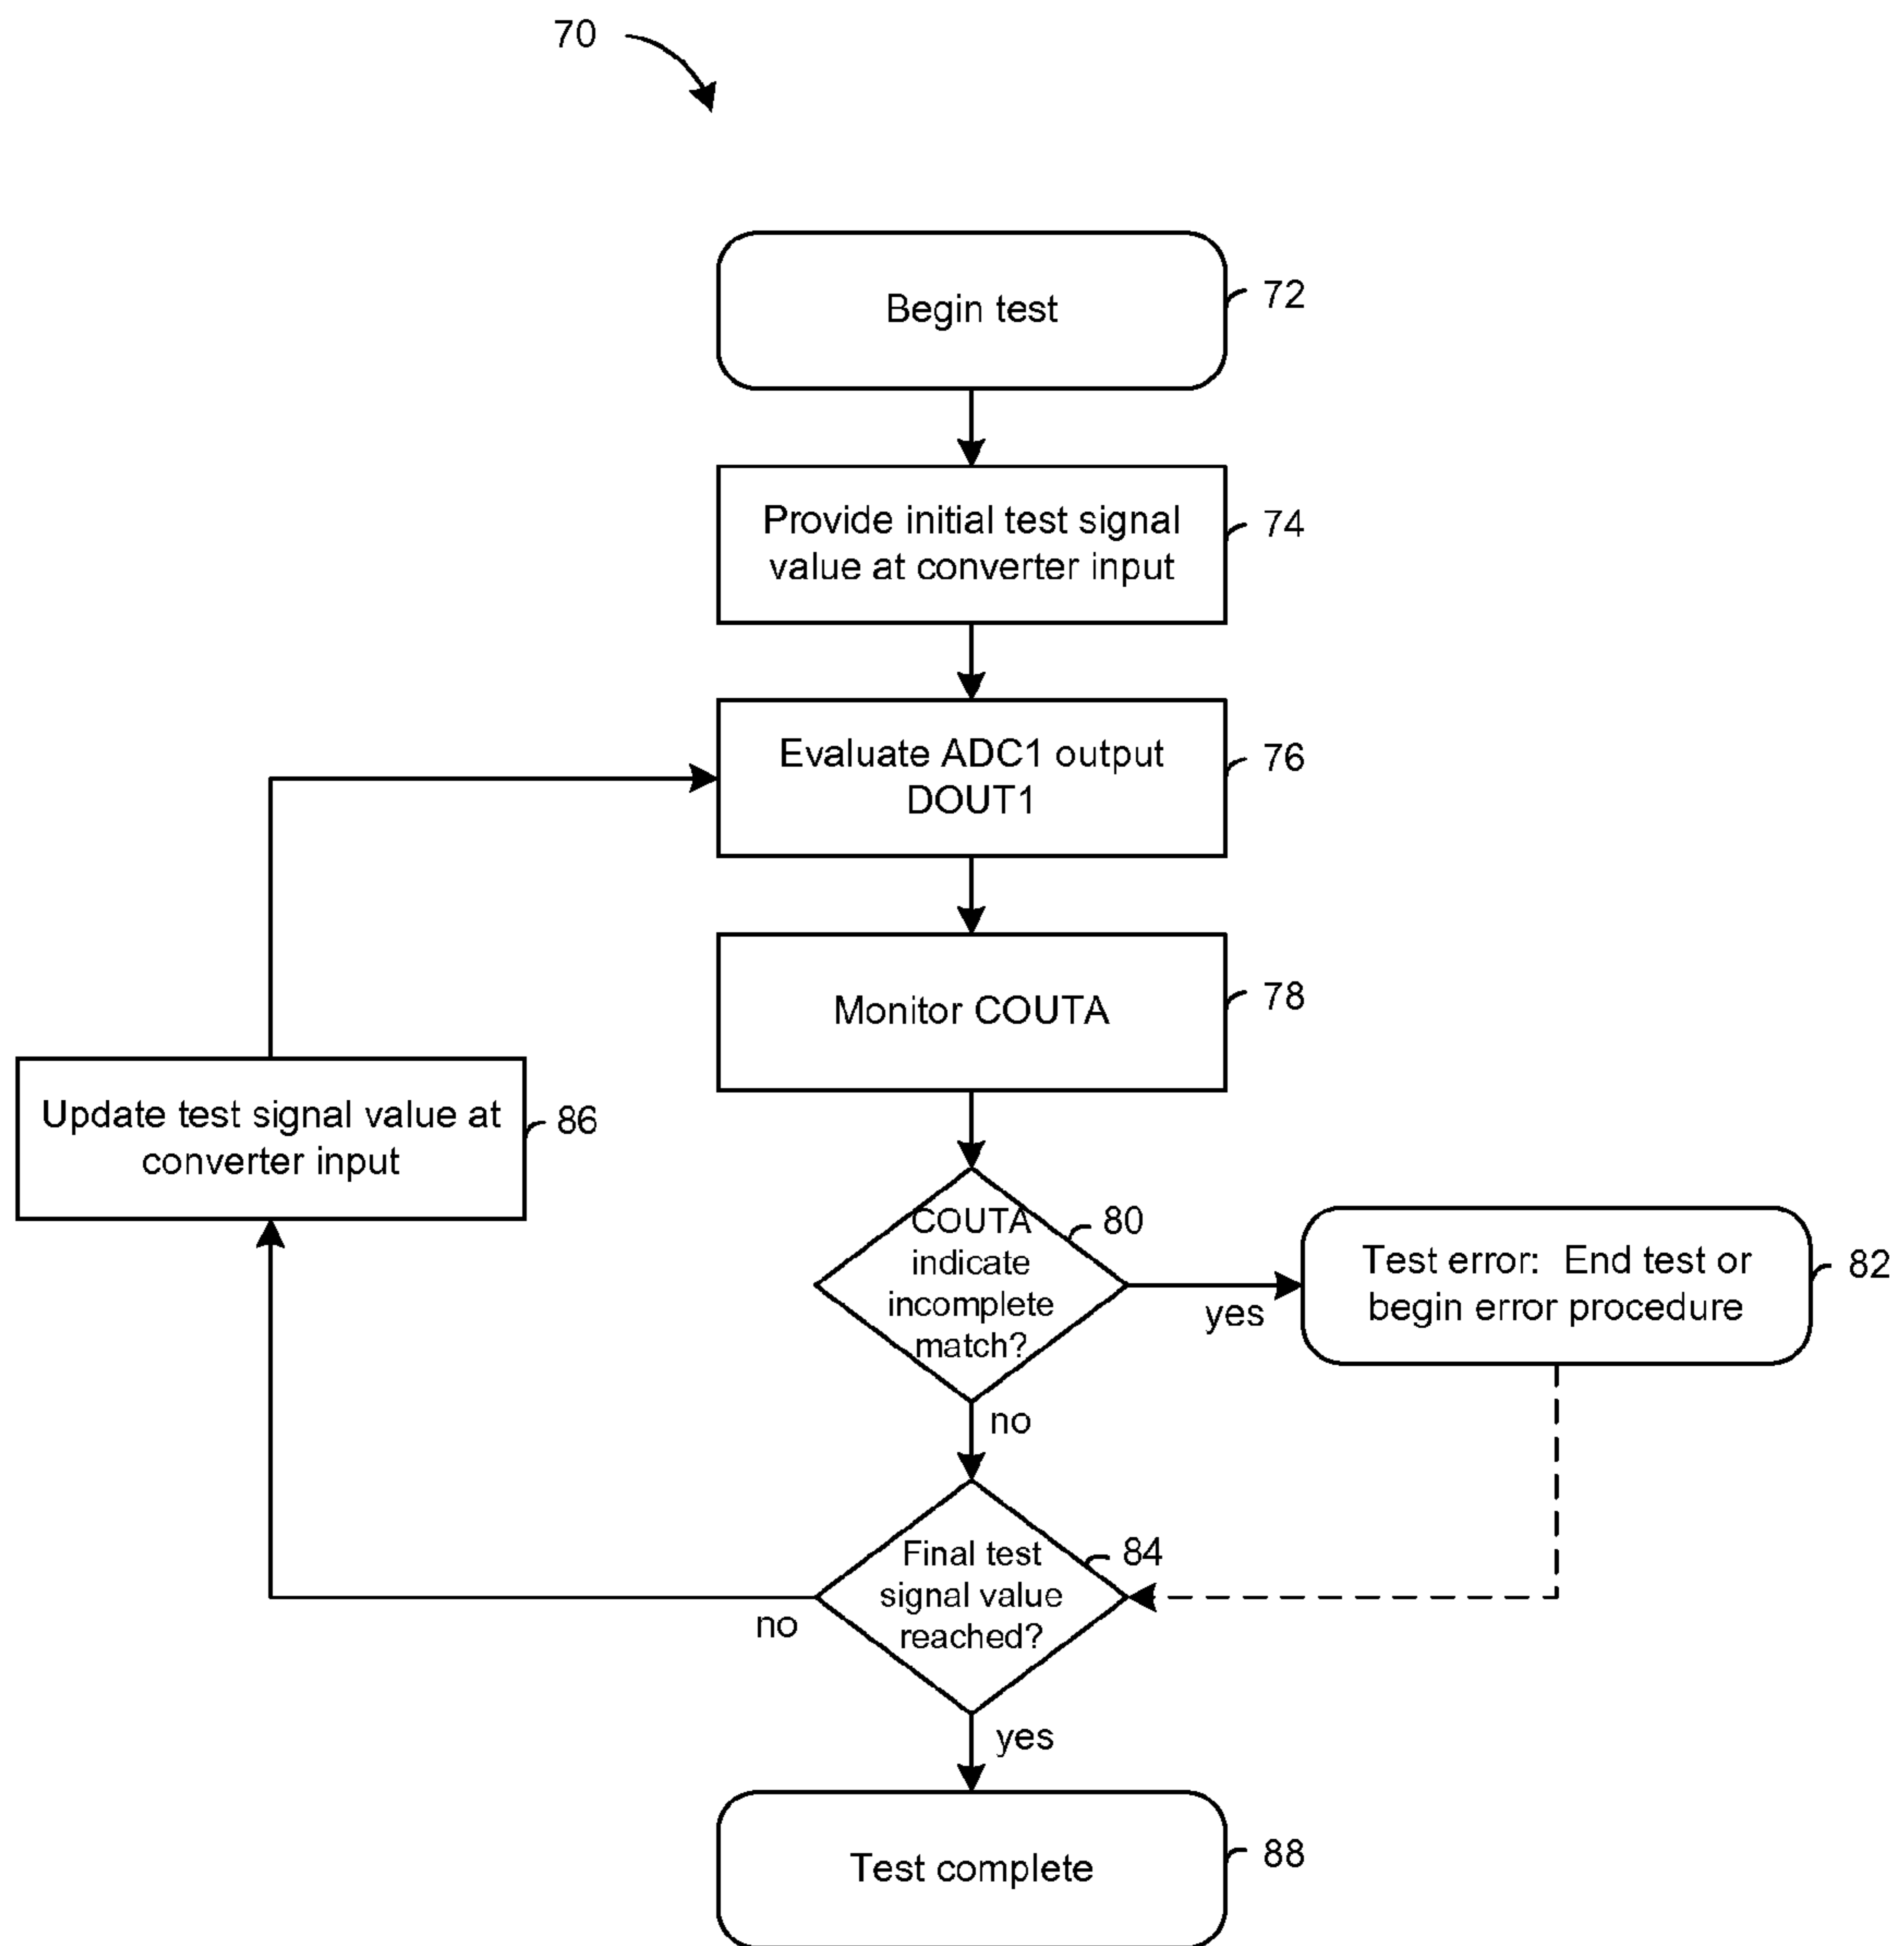 70
Begin test
72
Provide initial test signal
value at converter input
74
Evaluate ADC1 output
DOUT1
76
Monitor COUTA
78
Update test signal value at
converter input
86
COUTA
indicate
incomplete
match?
80
yes
Test error:  End test or
begin error procedure
82
no
Final test
signal value
reached?
84
no
yes
Test complete
88